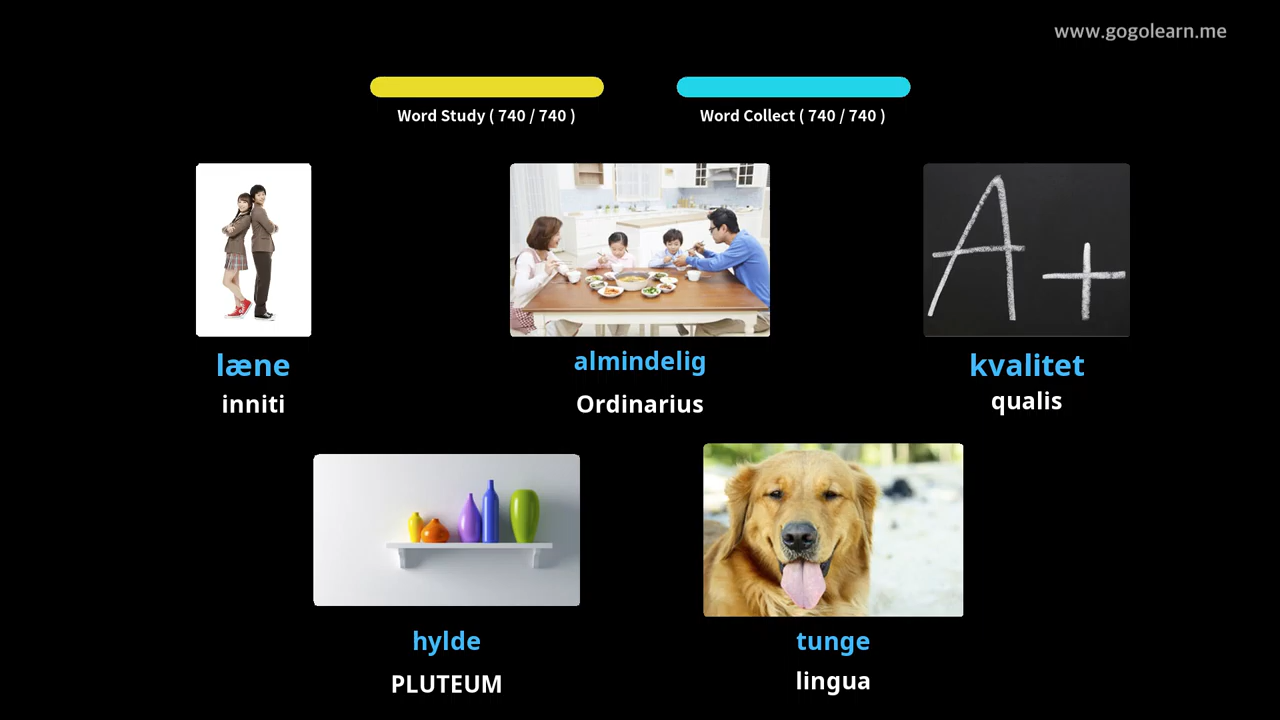 www.gogolearn.me
Word Study ( 740 / 740 )
Word Collect ( 740 / 740 )
A+
læne
almindelig
kvalitet
inniti
Ordinarius
qualis
hylde
tunge
PLUTEUM
lingua